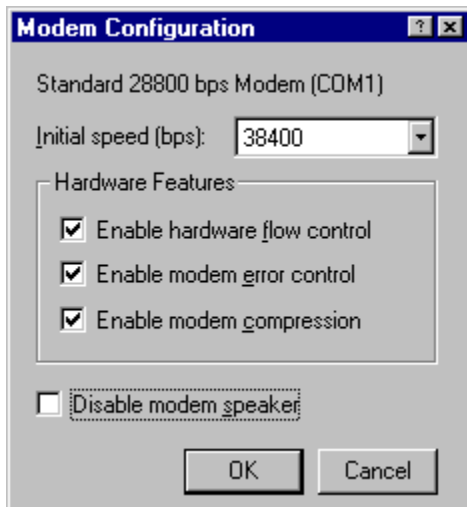 Modem Configuration
Standard 28800 bps Modem (COM1)
Initial speed (bps): 38400
Hardware Features
Enable hardware flow control
Enable modem error control
Enable modem compression
Disable modem speaker
OK Cancel